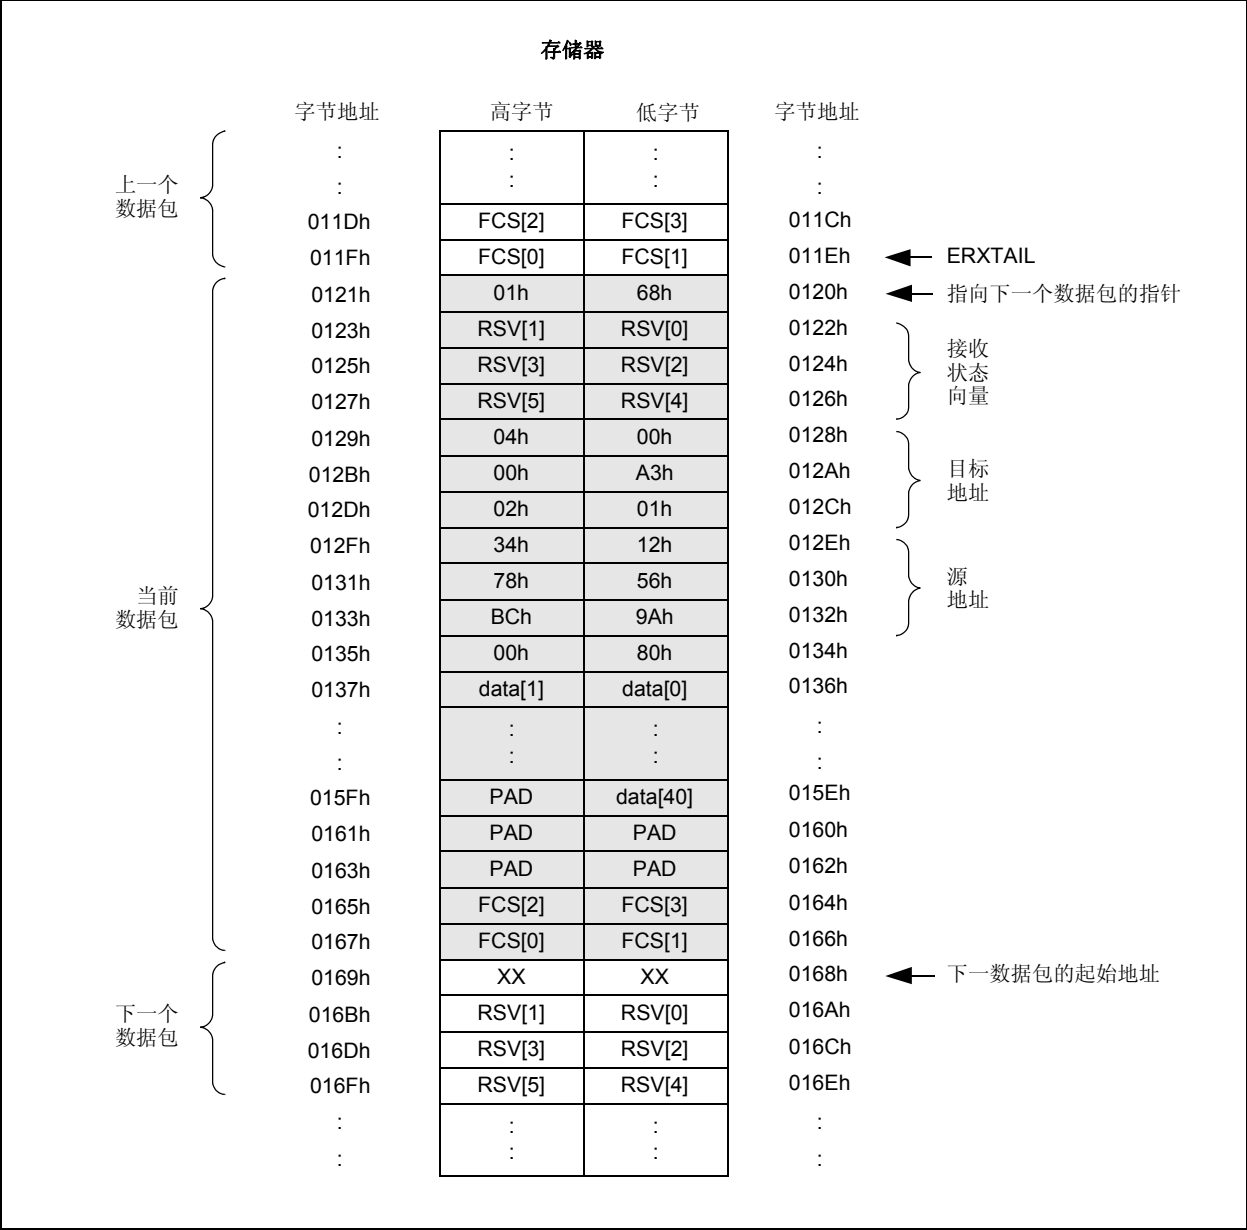 存储器
字节地址 高字节 低字节 字节地址
: : : :
: : : :
上一个
数据包
011Dh FCS[2] FCS[3] 011Ch
011Fh FCS[0] FCS[1] 011Eh ERXTAIL
0121h 01h 68h 0120h 指向下一个数据包的指针
0123h RSV[1] RSV[0] 0122h
0125h RSV[3] RSV[2] 0124h
0127h RSV[5] RSV[4] 0126h
接收
状态
向量
0129h 04h 00h 0128h
012Bh 00h A3h 012Ah
012Dh 02h 01h 012Ch
目标
地址
012Fh 34h 12h 012Eh
0131h 78h 56h 0130h
0133h BCh 9Ah 0132h
源
地址
当前
数据包
0135h 00h 80h 0134h
0137h data[1] data[0] 0136h
: : : :
: : : :
015Fh PAD data[40] 015Eh
0161h PAD PAD 0160h
0163h PAD PAD 0162h
0165h FCS[2] FCS[3] 0164h
0167h FCS[0] FCS[1] 0166h
0169h XX XX 0168h 下一数据包的起始地址
016Bh RSV[1] RSV[0] 016Ah
下一个
数据包
016Dh RSV[3] RSV[2] 016Ch
016Fh RSV[5] RSV[4] 016Eh
: : : :
: : : :